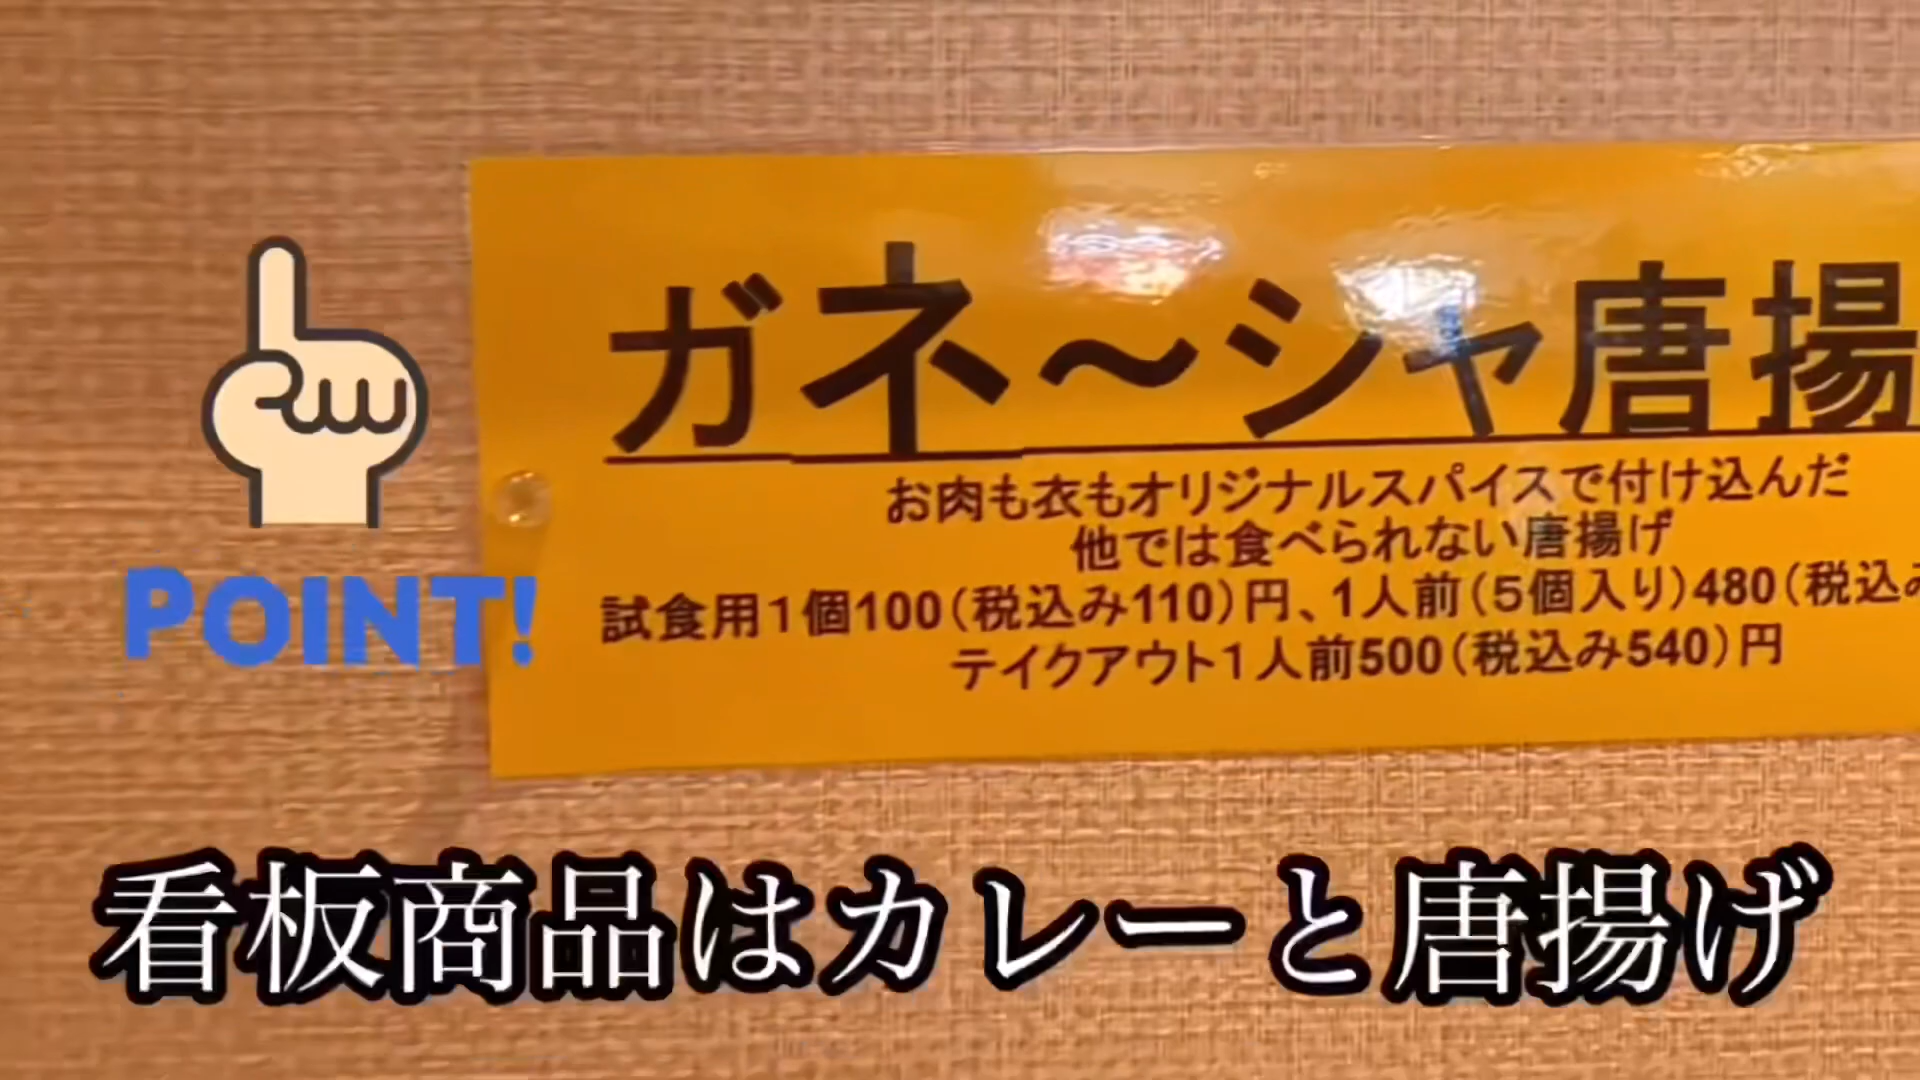 ガネ～シャ唐揚
お肉も衣もオリジナルスパイスで付け込んだ
他では食べられない唐揚げ
試食用１個100（税込み110）円、1人前（５個入り）480（税込み
テイクアウト１人前500（税込み540）円
POINT!
看板商品はカレーと唐揚げ